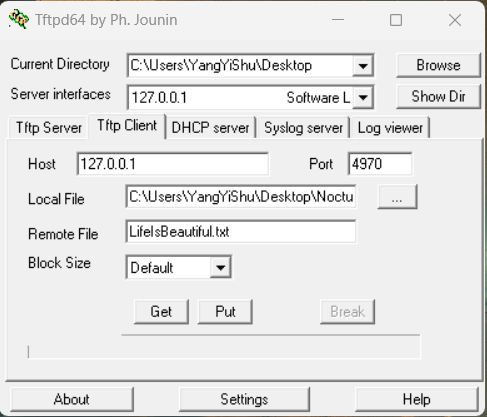 Tftpd64 by Ph. Jounin
Current Directory C:\Users\YangYiShu\Desktop Browse
Server interfaces 127.0.0.1 Software L Show Dir
Tftp Server Tftp Client DHCP server Syslog server Log viewer
Host 127.0.0.1 Port 4970
Local File C:\Users\YangYiShu\Desktop\Noctu ...
Remote File LifeIsBeautiful.txt
Block Size Default
Get Put Break
About Settings Help